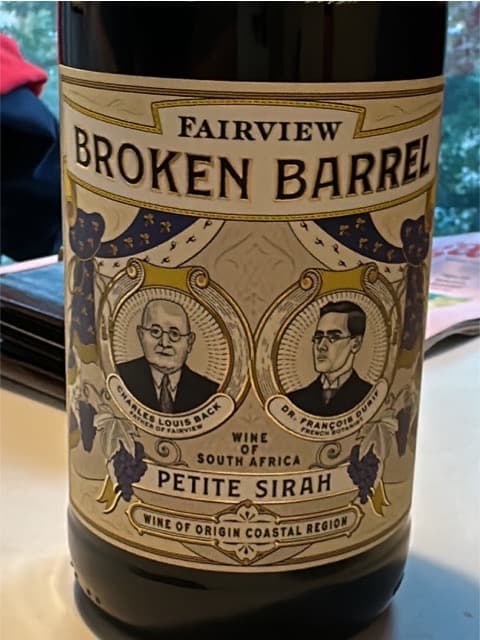 FAIRVIEW
BROKEN BARREL
CHARLES LOUIS BACK
FATHER OF FAIRVIEW
DR. FRANÇOIS DURIF
FRENCH BOTANIST
WINE
OF
SOUTH AFRICA
PETITE SIRAH
WINE OF ORIGIN COASTAL REGION